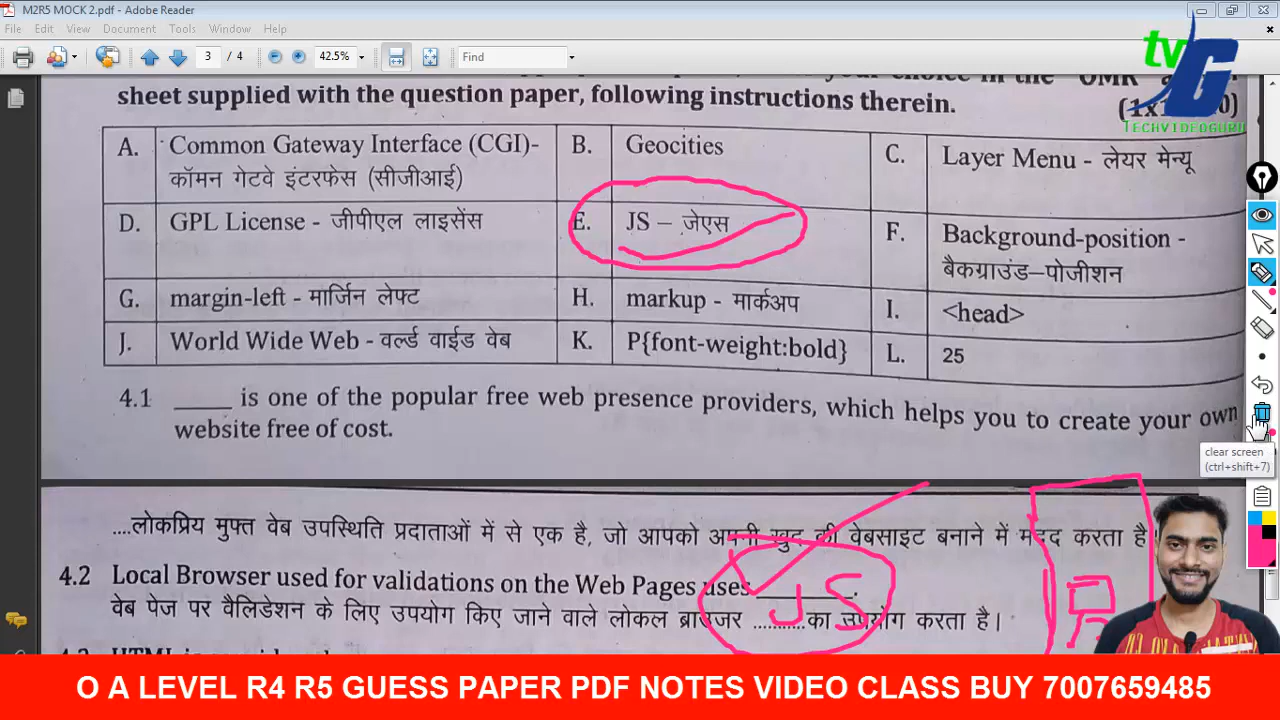 M2R5 MOCK 2.pdf - Adobe Reader
File Edit View Document Tools Window Help
3 / 4 42.5% Find
tv G
TECHVIDEOGURU
sheet supplied with the question paper, following instructions therein.
A. Common Gateway Interface (CGI)- कॉमन गेटवे इंटरफेस (सीजीआई) B. Geocities C. Layer Menu - लेयर मेन्यू
D. GPL License - जीपीएल लाइसेंस E. JS – जेएस F. Background-position - बैकग्राउंड–पोजीशन
G. margin-left - मार्जिन लेफ्ट H. markup - मार्कअप I. <head>
J. World Wide Web - वर्ल्ड वाईड वेब K. P{font-weight:bold} L. 25
4.1 _____ is one of the popular free web presence providers, which helps you to create your own
website free of cost.
clear screen
(ctrl+shift+7)
....लोकप्रिय मुफ्त वेब उपस्थिति प्रदाताओं में से एक है, जो आपको अपनी खुद की वेबसाइट बनाने में मदद करता है
4.2 Local Browser used for validations on the Web Pages uses ________.
JS
वेब पेज पर वैलिडेशन के लिए उपयोग किए जाने वाले लोकल ब्राउजर ...........का उपयोग करता है।
O A LEVEL R4 R5 GUESS PAPER PDF NOTES VIDEO CLASS BUY 7007659485